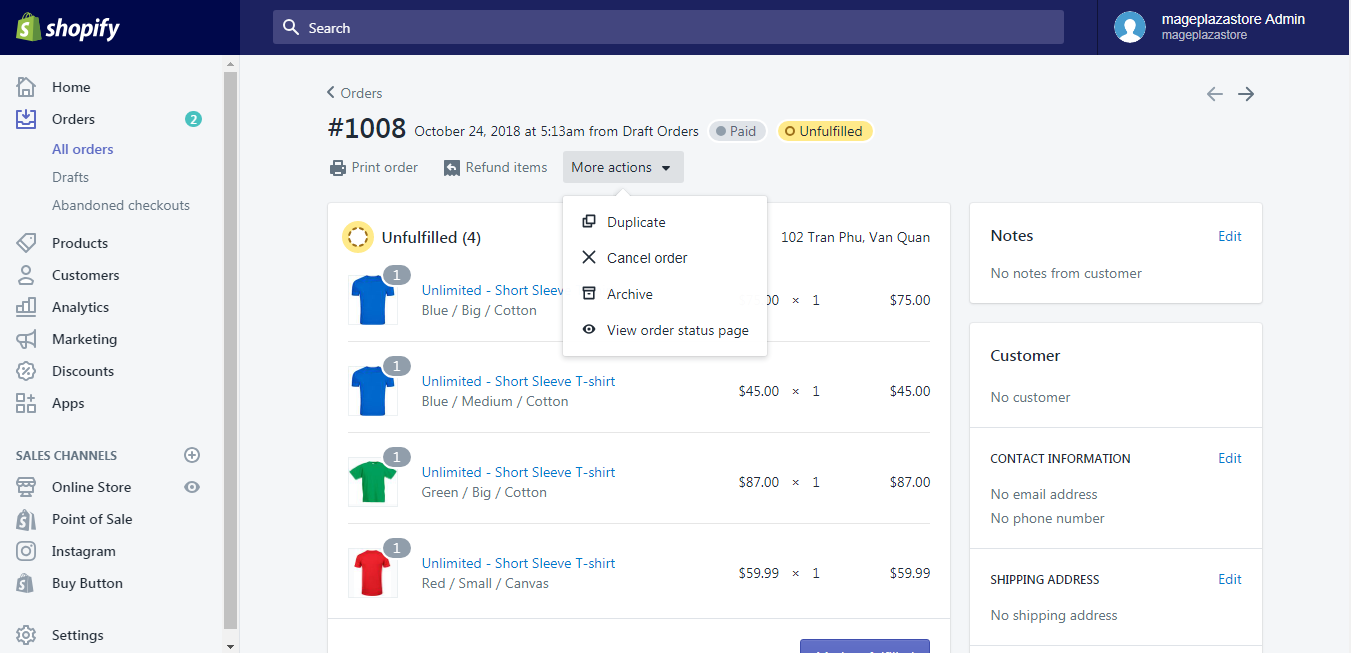 shopify
Search
mageplazastore Admin
mageplazastore
Home
Orders 2
All orders
Drafts
Abandoned checkouts
Products
Customers
Analytics
Marketing
Discounts
Apps
SALES CHANNELS
Online Store
Point of Sale
Instagram
Buy Button
Settings
Orders
#1008 October 24, 2018 at 5:13am from Draft Orders Paid Unfulfilled
Print order Refund items More actions
Duplicate
Cancel order
Archive
View order status page
Unfulfilled (4) 102 Tran Phu, Van Quan
1
Unlimited - Short Sleev
Blue / Big / Cotton
00 × 1 $75.00
1
Unlimited - Short Sleeve T-shirt
Blue / Medium / Cotton
$45.00 × 1 $45.00
1
Unlimited - Short Sleeve T-shirt
Green / Big / Cotton
$87.00 × 1 $87.00
1
Unlimited - Short Sleeve T-shirt
Red / Small / Canvas
$59.99 × 1 $59.99
Notes Edit
No notes from customer
Customer
No customer
CONTACT INFORMATION Edit
No email address
No phone number
SHIPPING ADDRESS Edit
No shipping address